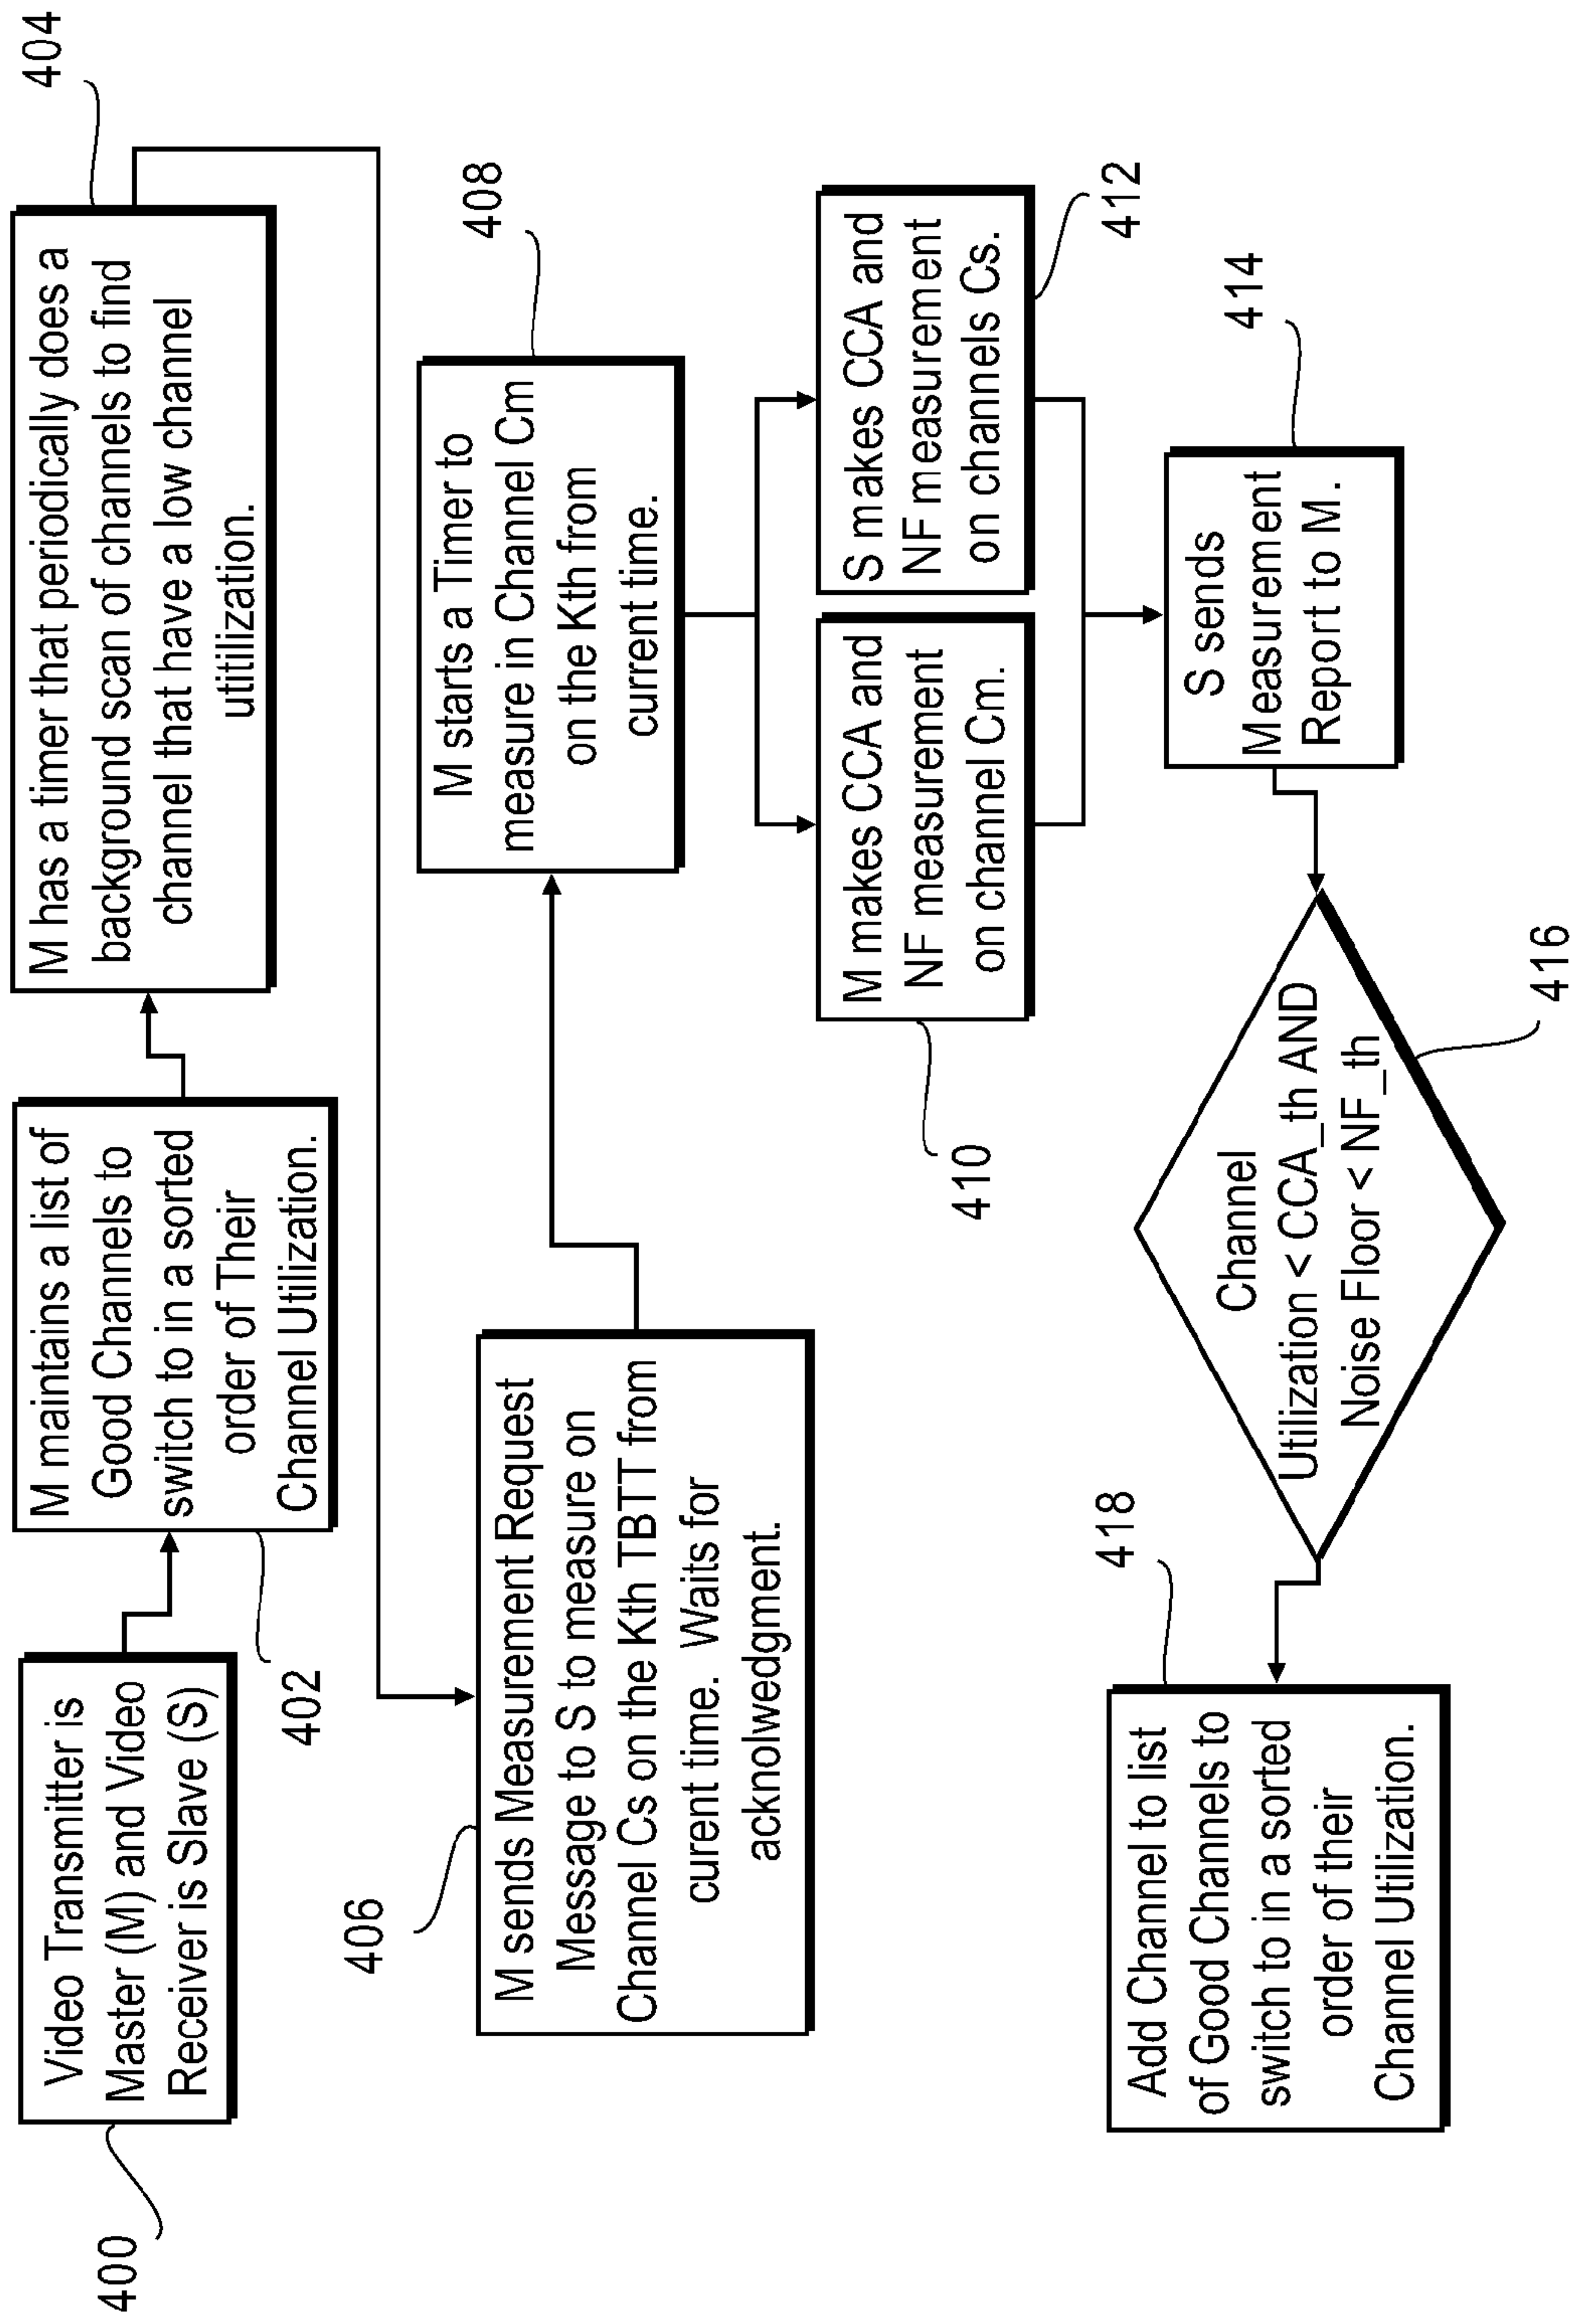 400
Video Transmitter is
Master (M) and Video
Receiver is Slave (S)
402
M maintains a list of
Good Channels to
switch to in a sorted
order of Their
Channel Utilization.
404
M has a timer that periodically does a
background scan of channels to find
channel that have a low channel
utitilization.
406
M sends Measurement Request
Message to S to measure on
Channel Cs on the Kth TBTT from
curent time. Waits for
acknolwedgment.
408
M starts a Timer to
measure in Channel Cm
on the Kth from
current time.
410
M makes CCA and
NF measurement
on channel Cm.
412
S makes CCA and
NF measurement
on channels Cs.
414
S sends
Measurement
Report to M.
416
Channel
Utilization < CCA_th AND
Noise Floor < NF_th
418
Add Channel to list
of Good Channels to
switch to in a sorted
order of their
Channel Utilization.